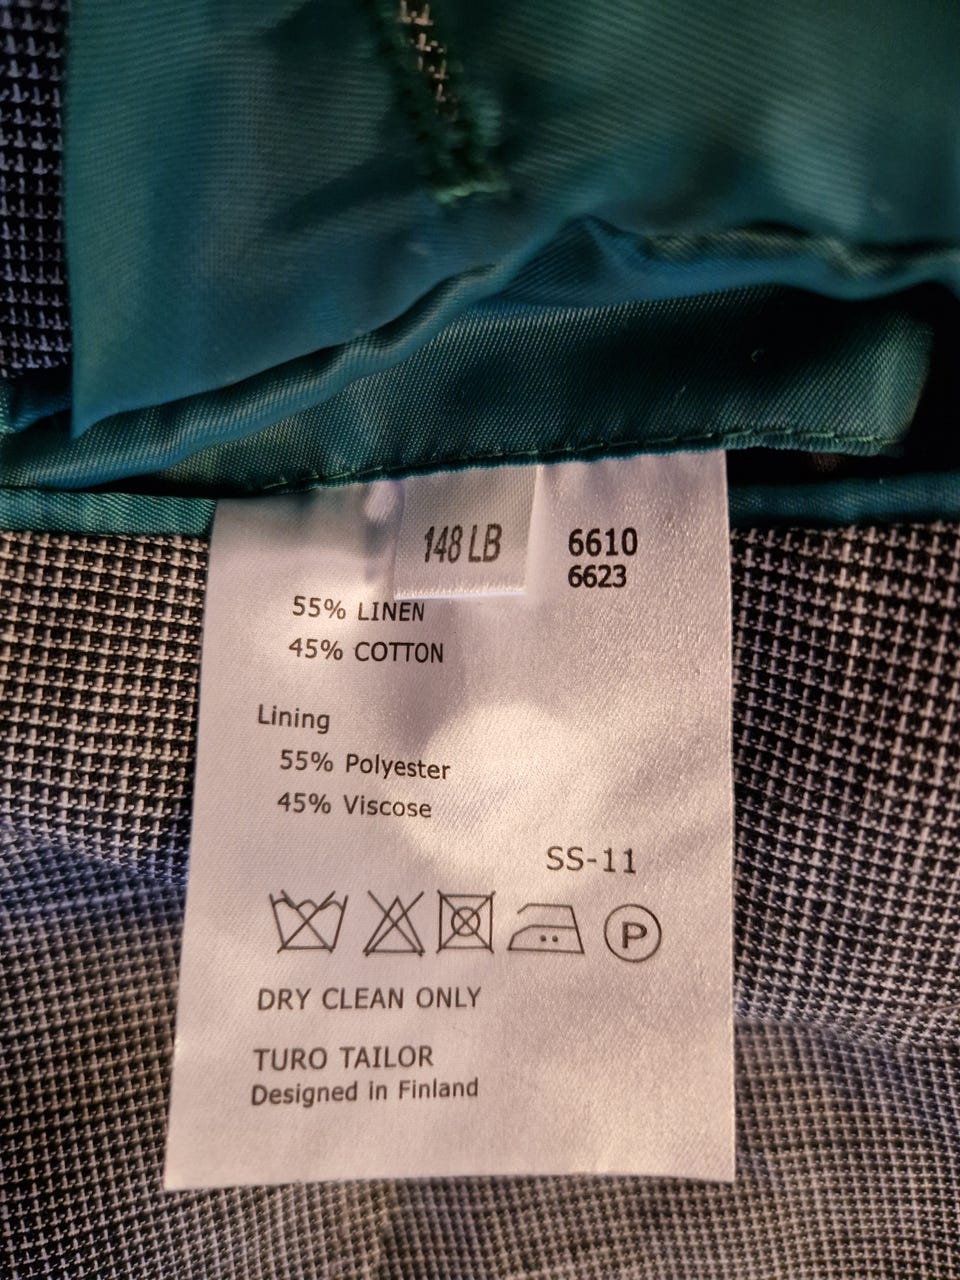 148 LB
6610
6623
55% LINEN
45% COTTON
Lining
55% Polyester
45% Viscose
SS-11
P
DRY CLEAN ONLY
TURO TAILOR
Designed in Finland